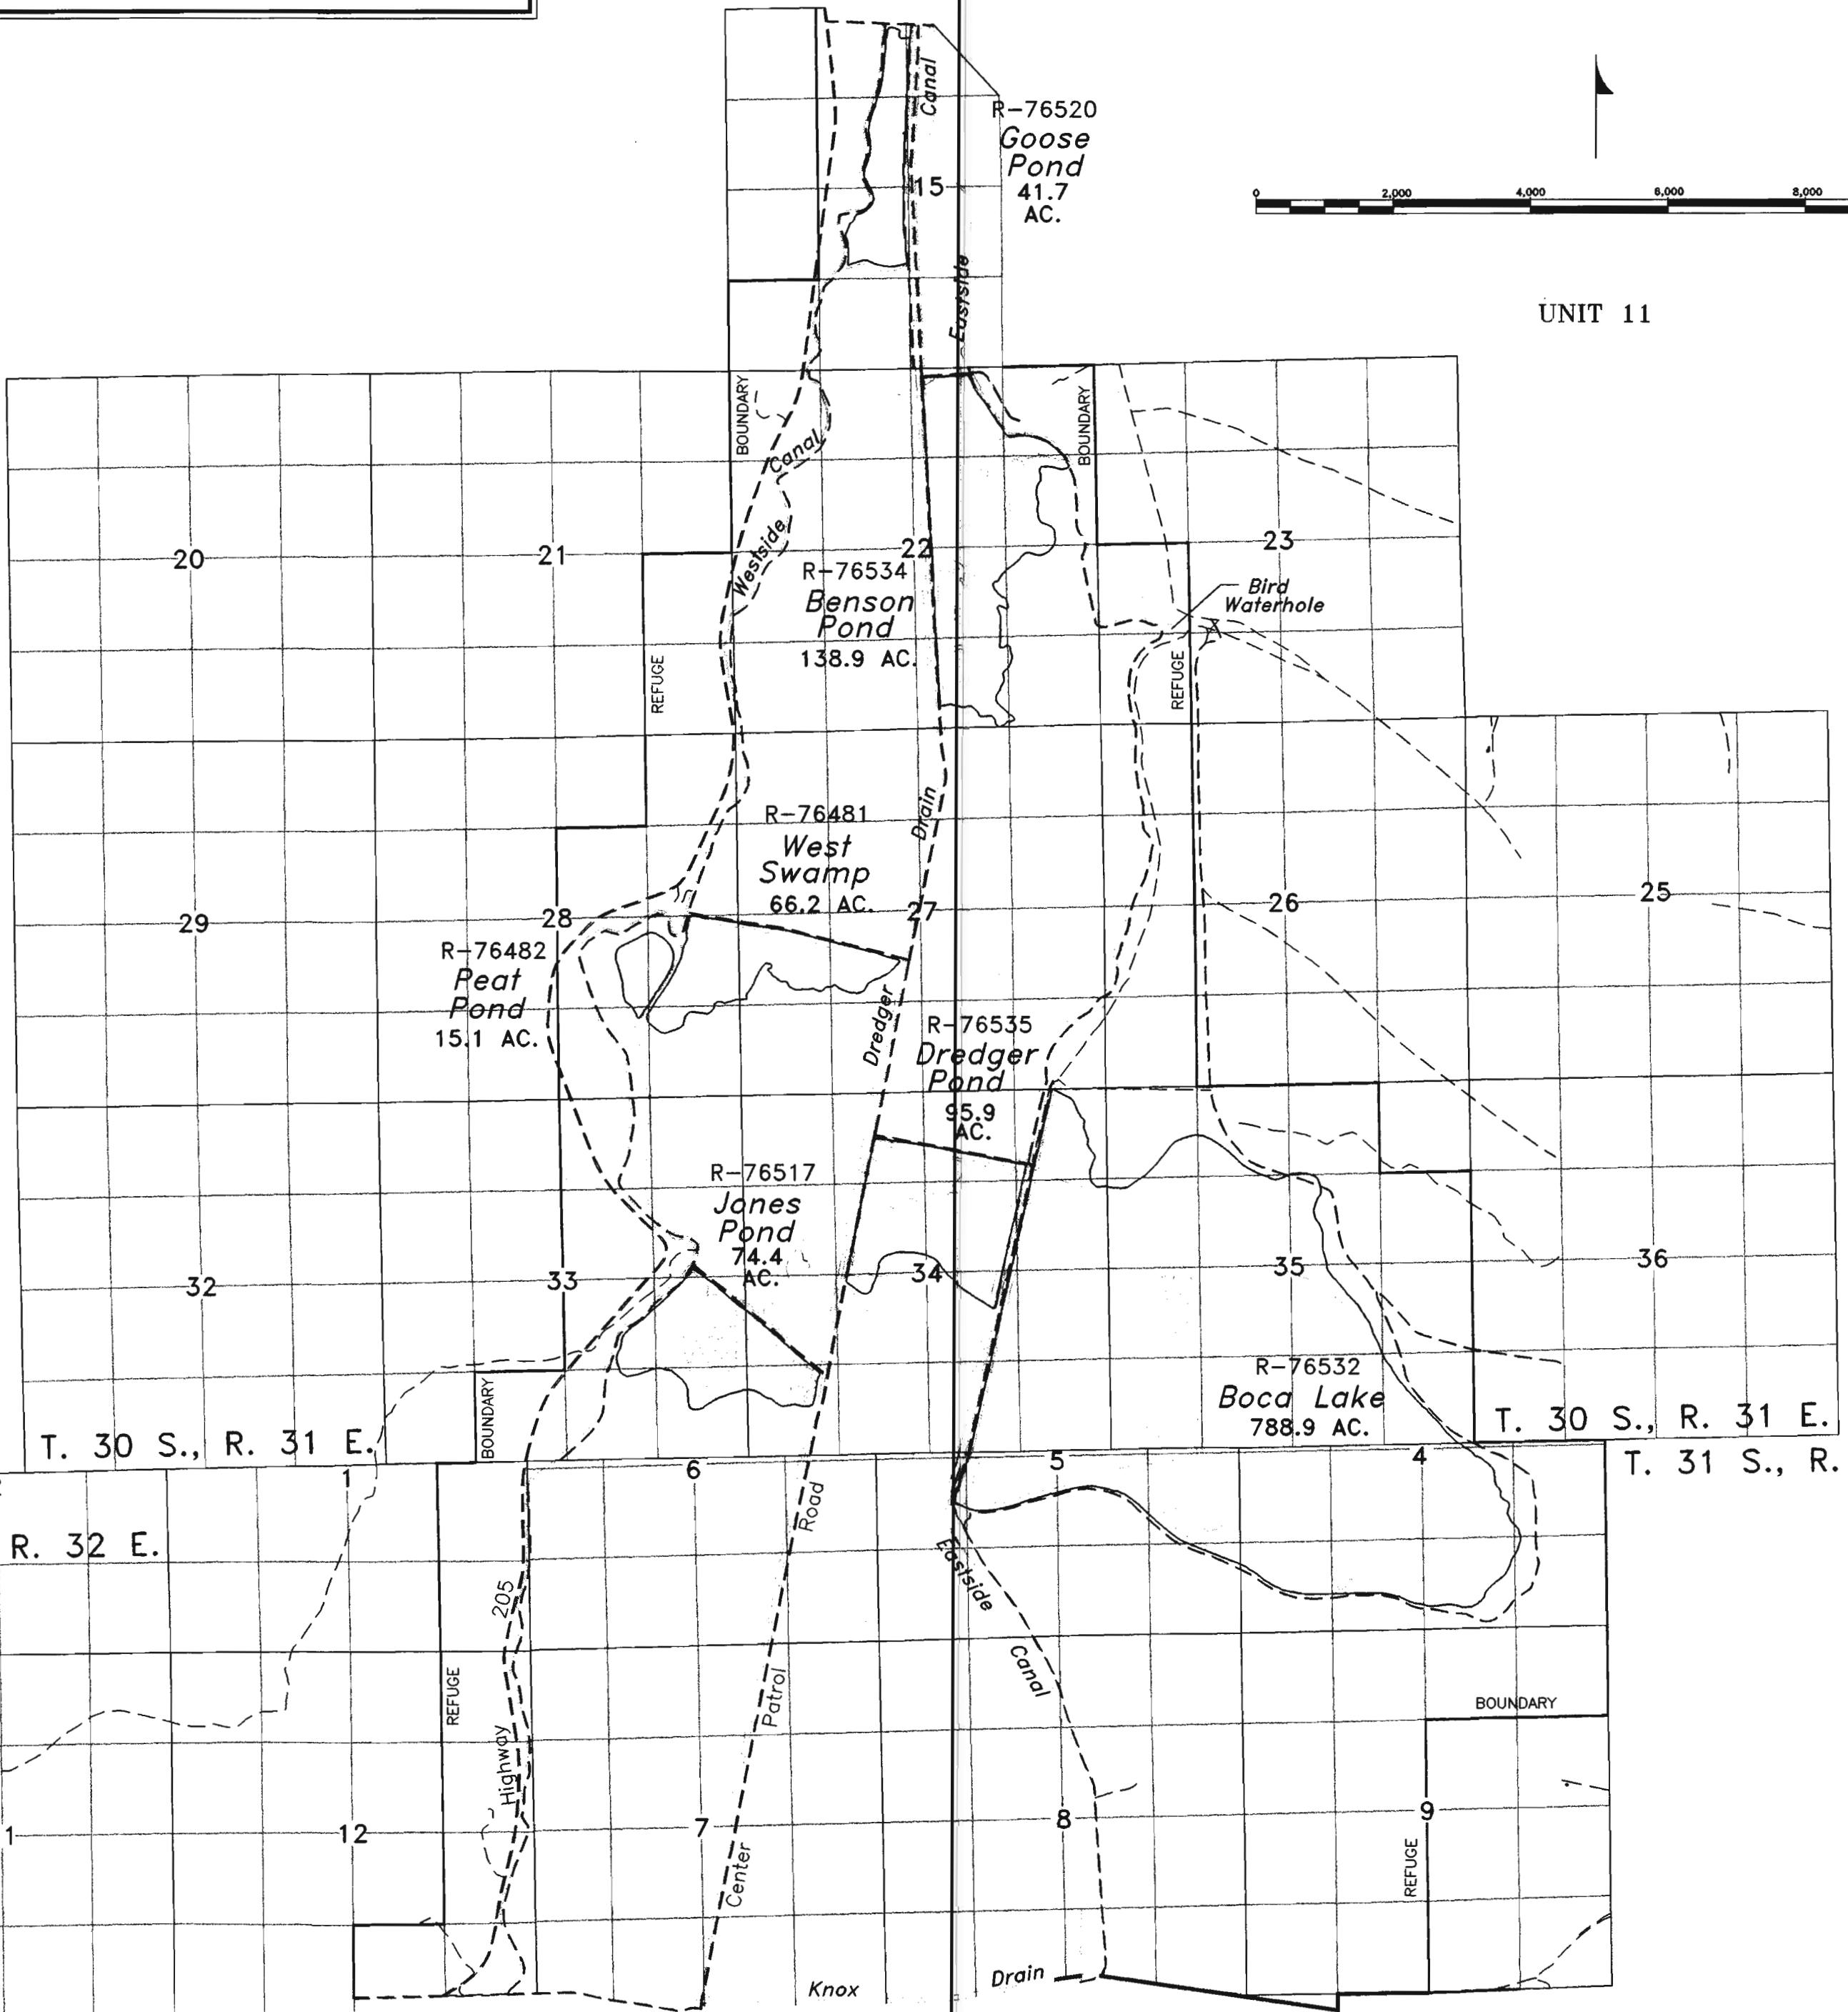 Canal
R-76520
Goose
Pond
41.7
AC.
15
0 2,000 4,000 6,000 8,000
Eastside
UNIT 11
BOUNDARY
BOUNDARY
Canal
Westside
20
21
22
23
R-76534
Benson
Pond
138.9 AC.
Bird
Waterhole
REFUGE
REFUGE
R-76481
West
Swamp
66.2 AC.
Drain
29
28
27
26
25
R-76482
Peat
Pond
15.1 AC.
Dredger
R-76535
Dredger
Pond
95.9
AC.
R-76517
Jones
Pond
74.4
AC.
32
33
34
35
36
R-76532
Boca Lake
788.9 AC.
BOUNDARY
T. 30 S., R. 31 E.
T. 30 S., R. 31 E.
T. 31 S., R.
1
6
5
4
R. 32 E.
Road
Eastside
205
Canal
Patrol
REFUGE
BOUNDARY
Highway
1
12
7
8
9
Center
REFUGE
Knox
Drain